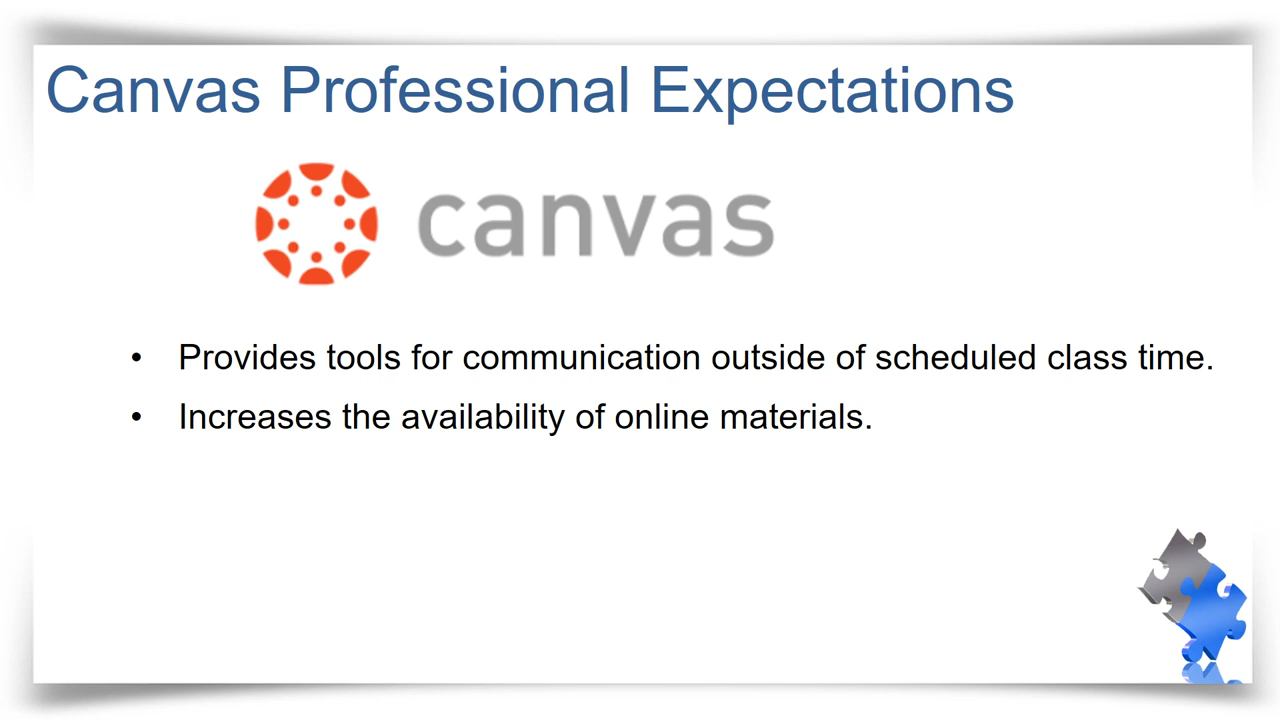 Canvas Professional Expectations
canvas
• Provides tools for communication outside of scheduled class time.
• Increases the availability of online materials.